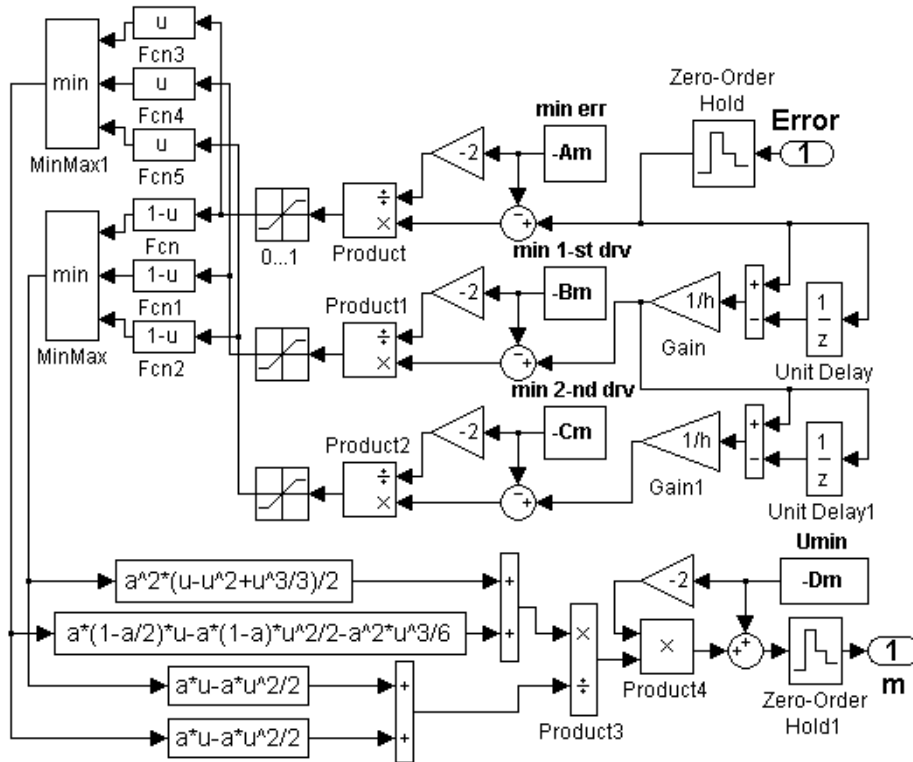 u
Fcn3
min
u
Fcn4
u
Fcn5
MinMax1
1-u
Fcn
min
1-u
Fcn1
1-u
Fcn2
MinMax
0...1
÷
×
Product
-2
min err
-Am
-
+
Zero-Order
Hold
Error
1
min 1-st drv
Product1
÷
×
-2
-Bm
-
+
1/h
Gain
+
−
1
z
Unit Delay
min 2-nd drv
Product2
÷
×
-2
-Cm
-
+
1/h
Gain1
+
−
1
z
Unit Delay1
a^2*(u-u^2+u^3/3)/2
a*(1-a/2)*u-a*(1-a)*u^2/2-a^2*u^3/6
+
+
a*u-a*u^2/2
a*u-a*u^2/2
+
+
×
÷
Product3
-2
×
Product4
Umin
-Dm
+
+
Zero-Order
Hold1
1
m